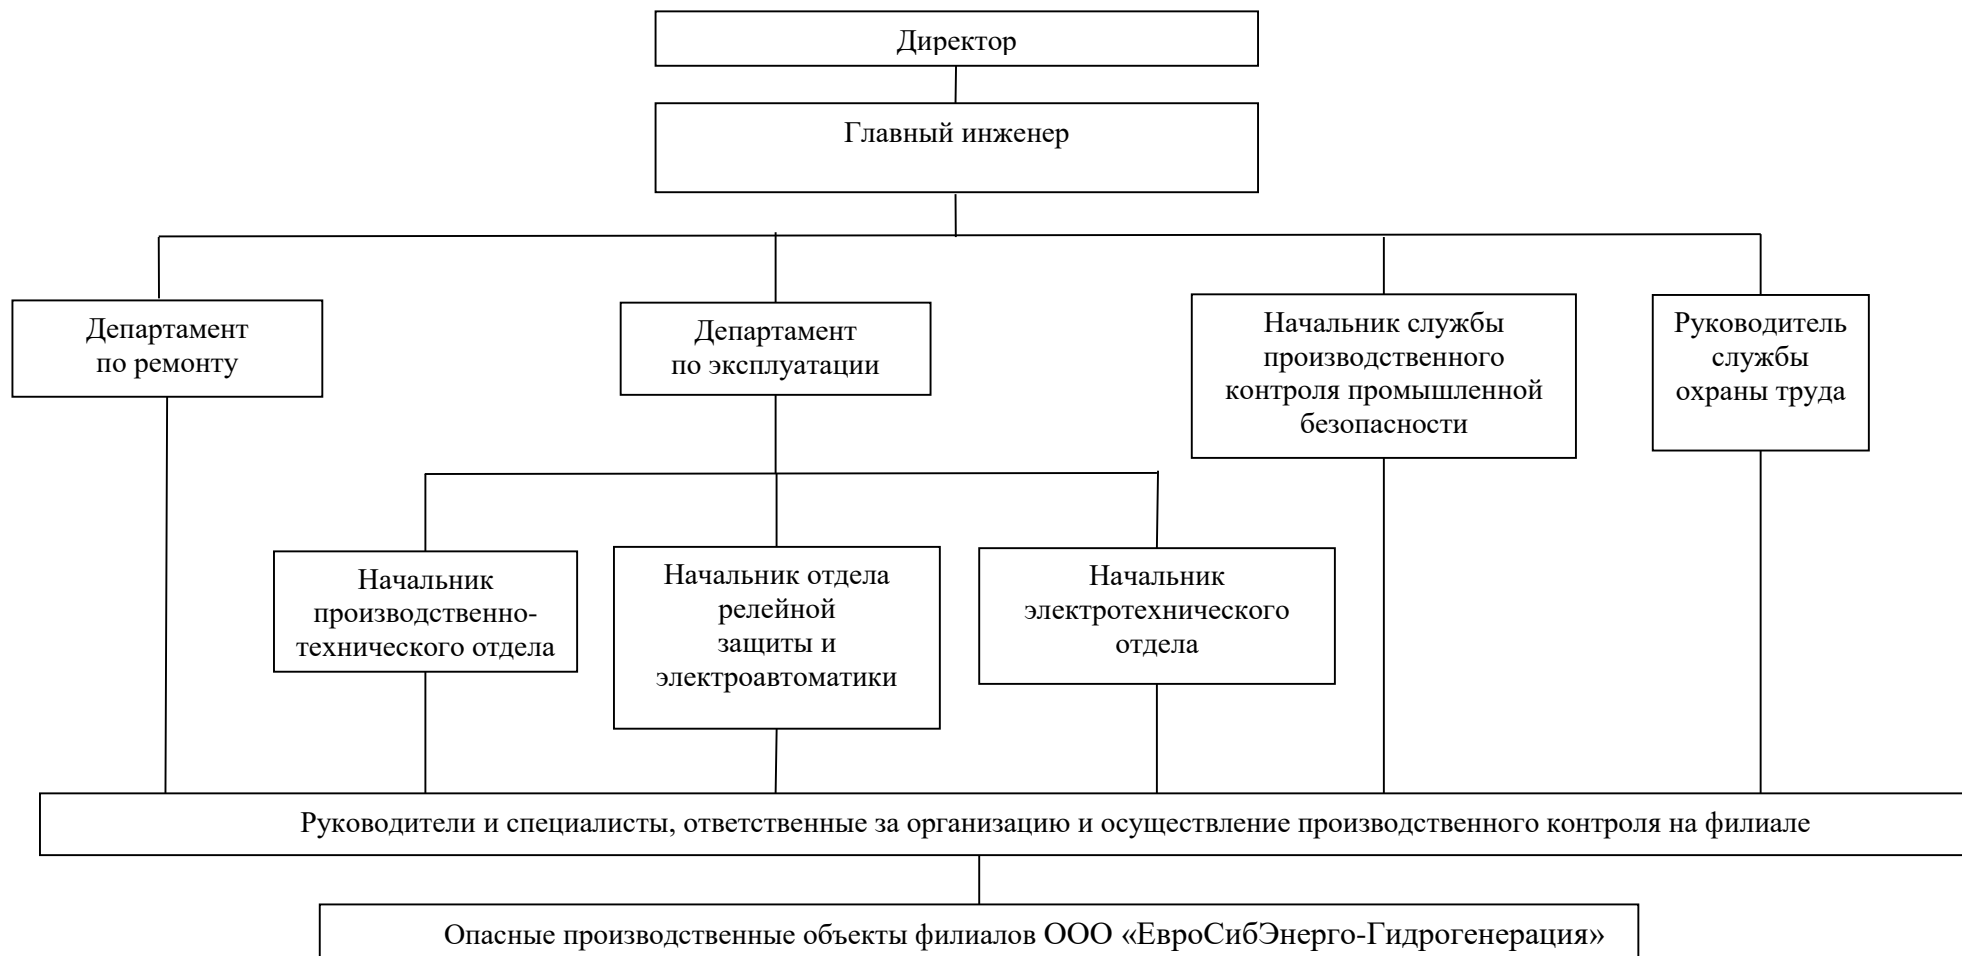 Директор
Главный инженер
Департамент
по ремонту
Департамент
по эксплуатации
Начальник службы
производственного
контроля промышленной
безопасности
Руководитель
службы
охраны труда
Начальник
производственно-
технического отдела
Начальник отдела
релейной
защиты и
электроавтоматики
Начальник
электротехнического
отдела
Руководители и специалисты, ответственные за организацию и осуществление производственного контроля на филиале
Опасные производственные объекты филиалов ООО «ЕвроСибЭнерго-Гидрогенерация»